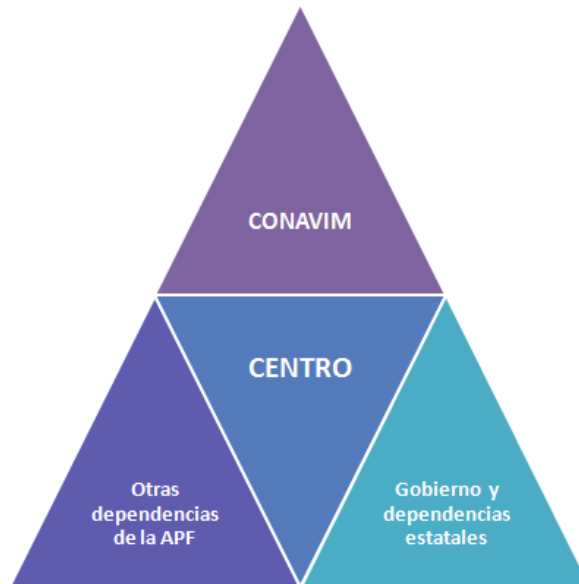 CONAVIM
CENTRO
Otras
dependencias
de la APF
Gobierno y
dependencias
estatales